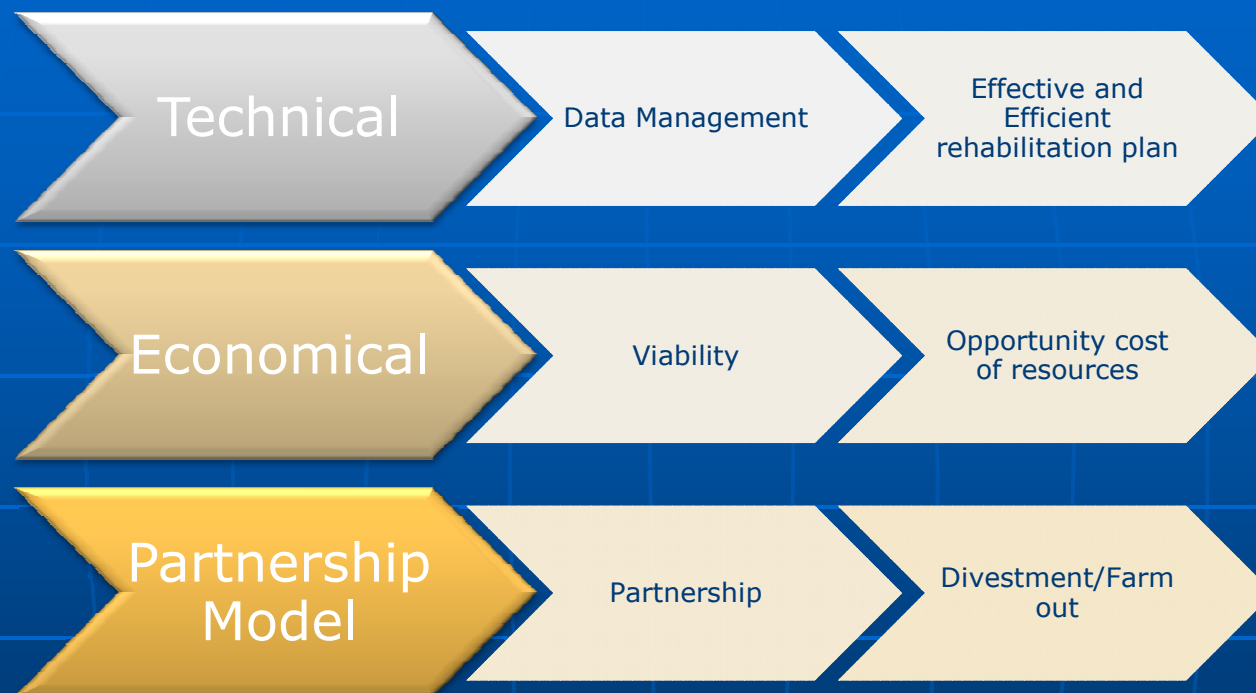 Technical
Data Management
Effective and
Efficient
rehabilitation plan
Economical
Viability
Opportunity cost
of resources
Partnership
Model
Partnership
Divestment/Farm
out